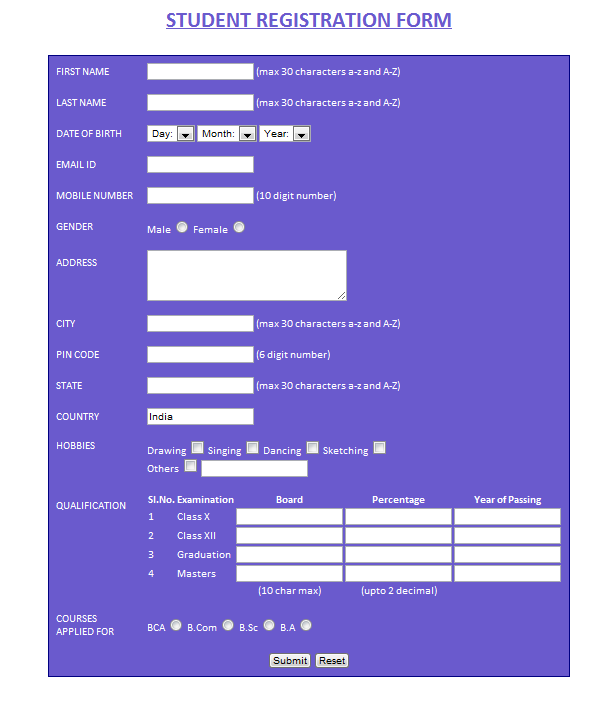 STUDENT REGISTRATION FORM
FIRST NAME (max 30 characters a-z and A-Z)
LAST NAME (max 30 characters a-z and A-Z)
DATE OF BIRTH Day: Month: Year:
EMAIL ID
MOBILE NUMBER (10 digit number)
GENDER Male Female
ADDRESS
CITY (max 30 characters a-z and A-Z)
PIN CODE (6 digit number)
STATE (max 30 characters a-z and A-Z)
COUNTRY India
HOBBIES Drawing Singing Dancing Sketching
Others
QUALIFICATION
Sl.No. Examination Board Percentage Year of Passing
1 Class X
2 Class XII
3 Graduation
4 Masters
(10 char max) (upto 2 decimal)
COURSES
APPLIED FOR
BCA B.Com B.Sc B.A
Submit Reset